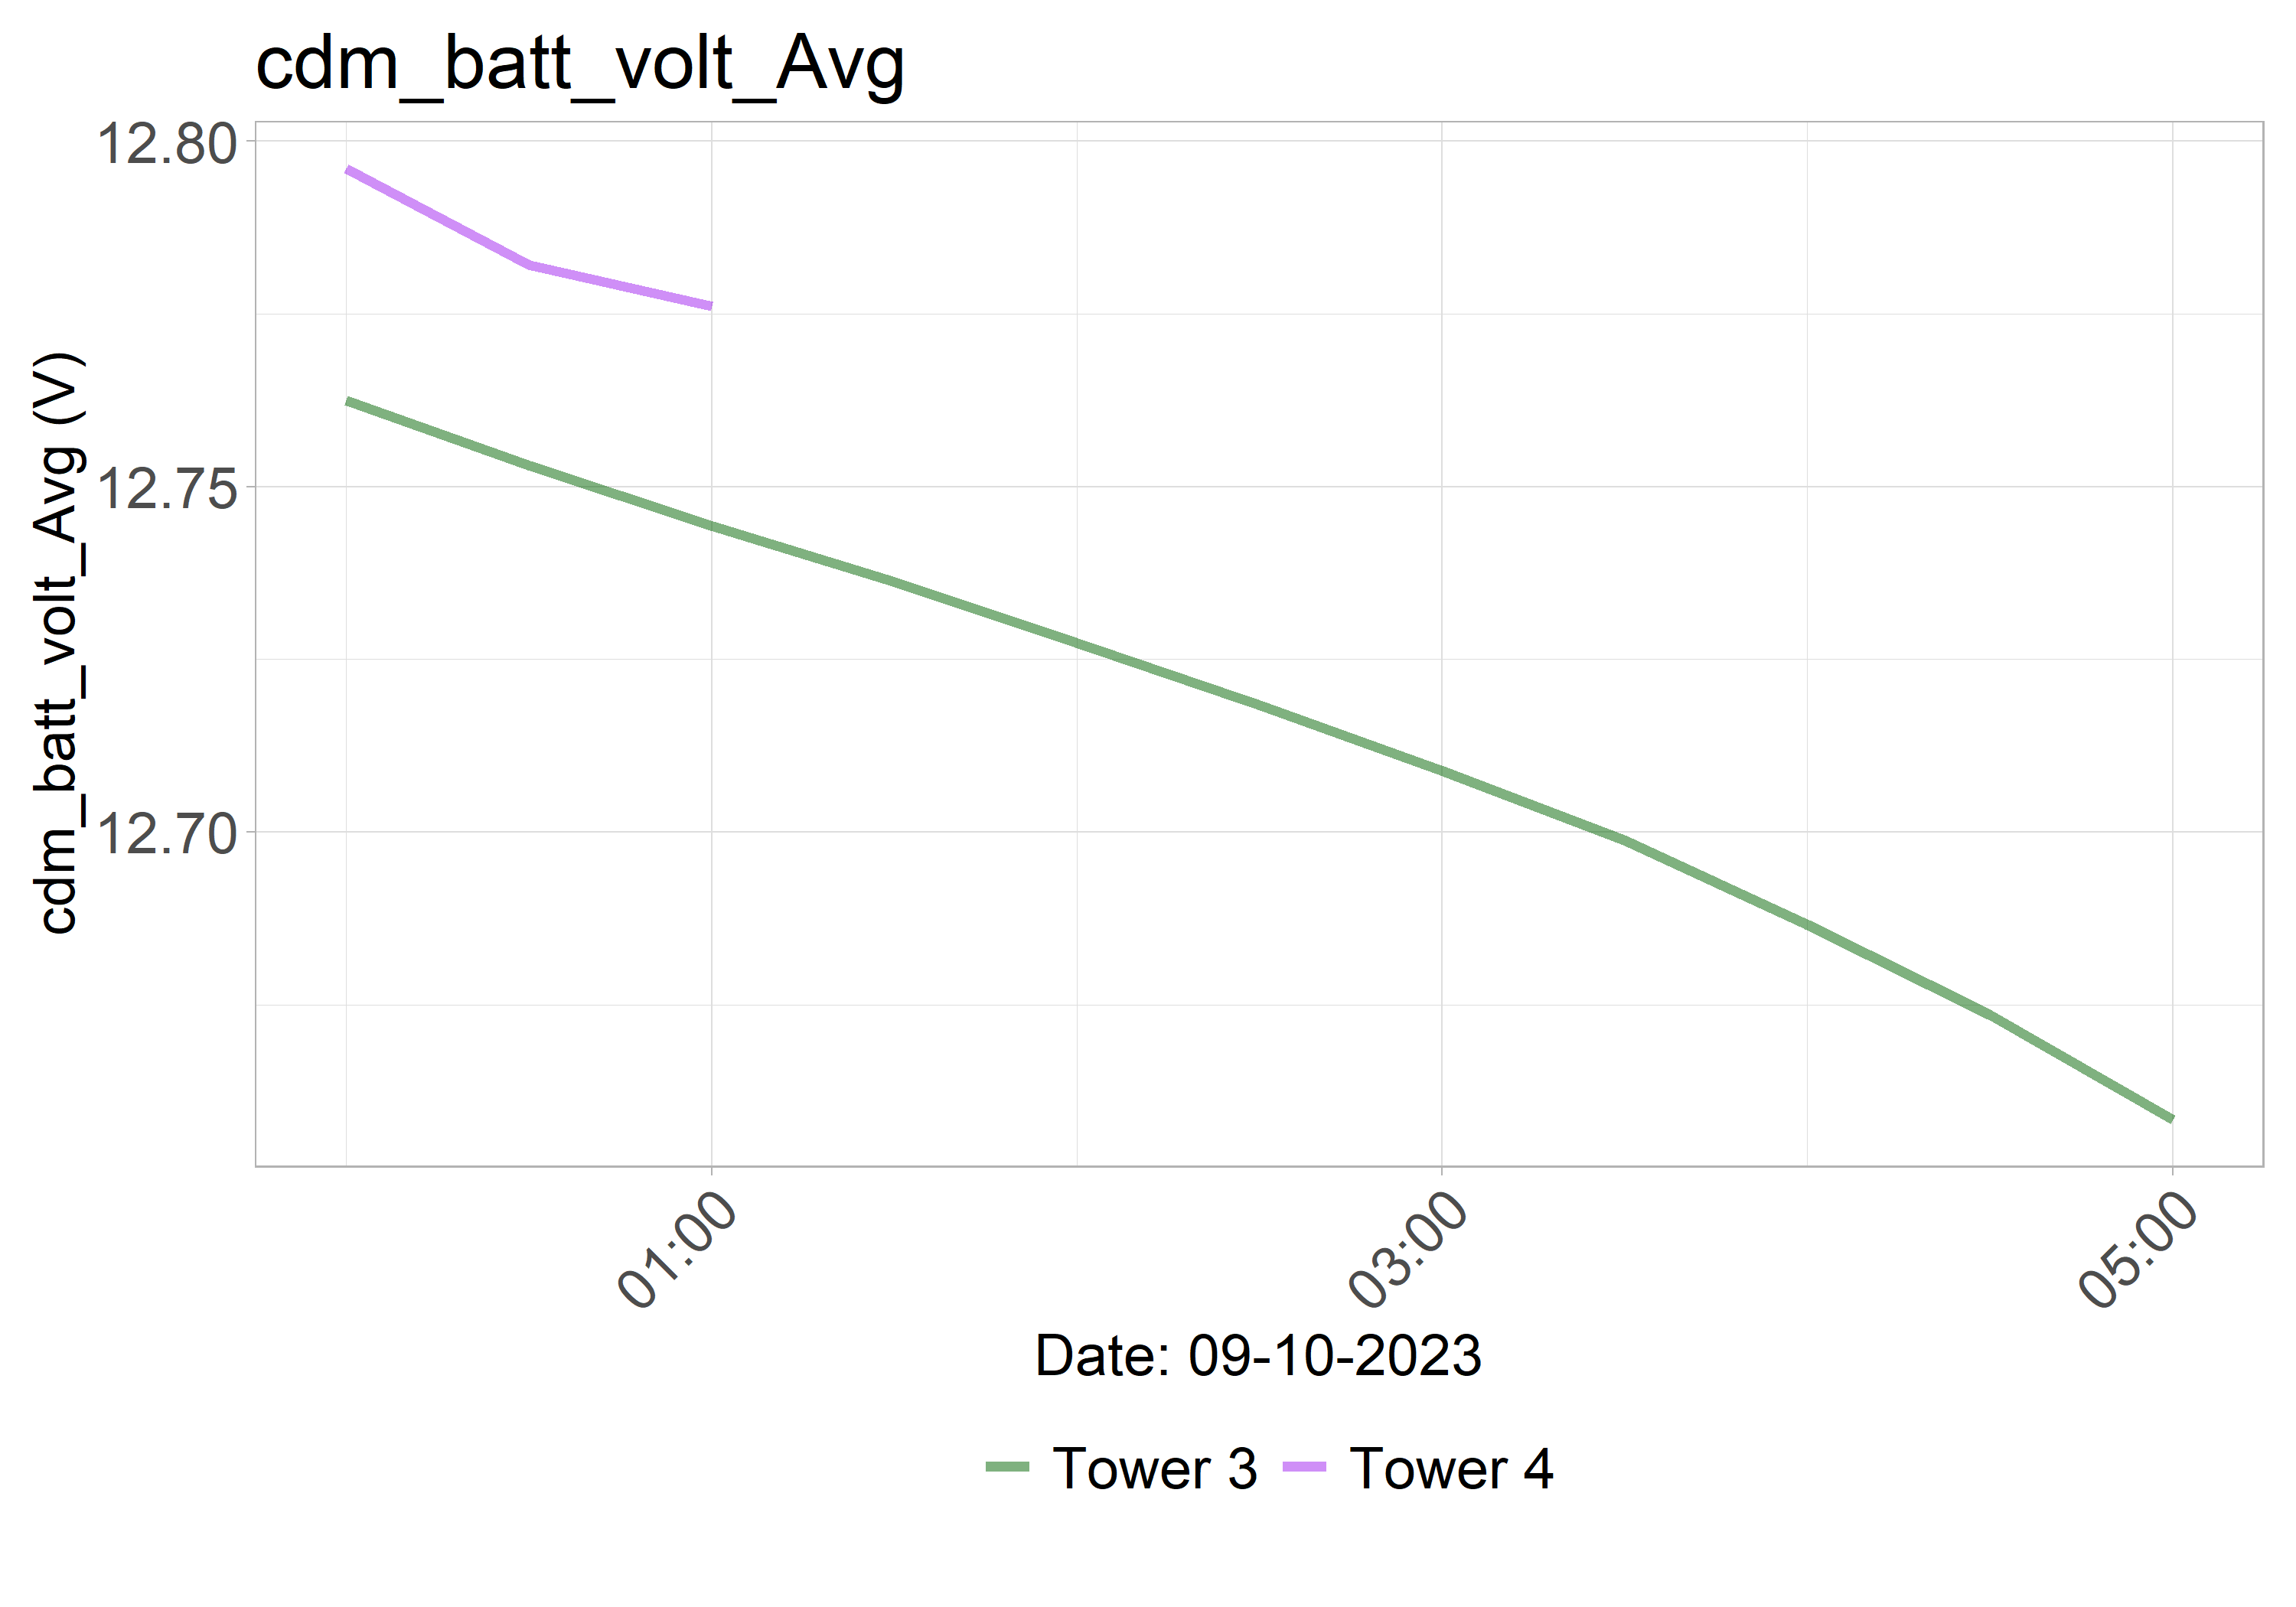 cdm_batt_volt_Avg
cdm_batt_volt_Avg (V)
12.80
12.75
12.70
01:00
03:00
05:00
Date: 09-10-2023
Tower 3
Tower 4